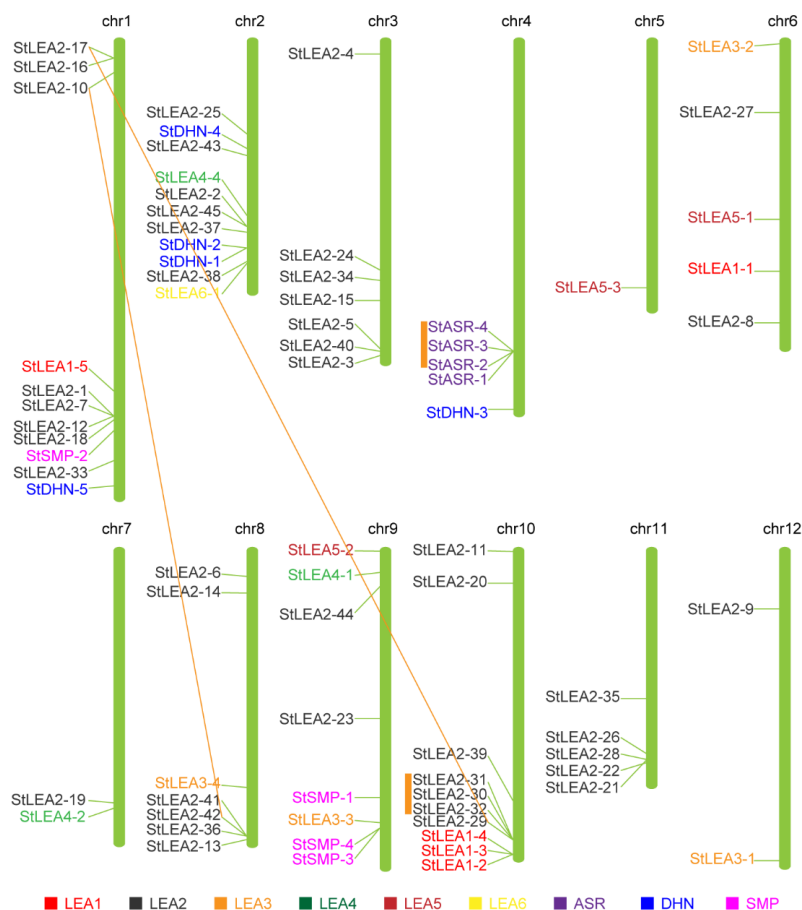 chr1
StLEA2-17
StLEA2-16
StLEA2-10
StLEA1-5
StLEA2-1
StLEA2-7
StLEA2-12
StLEA2-18
StSMP-2
StLEA2-33
StDHN-5
chr2
StLEA2-25
StDHN-4
StLEA2-43
StLEA4-4
StLEA2-2
StLEA2-45
StLEA2-37
StDHN-2
StDHN-1
StLEA2-38
StLEA6-1
chr3
StLEA2-4
StLEA2-24
StLEA2-34
StLEA2-15
StLEA2-5
StLEA2-40
StLEA2-3
chr4
StASR-4
StASR-3
StASR-2
StASR-1
StDHN-3
chr5
StLEA5-3
chr6
StLEA3-2
StLEA2-27
StLEA5-1
StLEA1-1
StLEA2-8
chr7
StLEA2-19
StLEA4-2
chr8
StLEA2-6
StLEA2-14
StLEA3-4
StLEA2-41
StLEA2-42
StLEA2-36
StLEA2-13
chr9
StLEA5-2
StLEA4-1
StLEA2-44
StLEA2-23
StSMP-1
StLEA3-3
StSMP-4
StSMP-3
chr10
StLEA2-11
StLEA2-20
StLEA2-39
StLEA2-31
StLEA2-30
StLEA2-32
StLEA2-29
StLEA1-4
StLEA1-3
StLEA1-2
chr11
StLEA2-35
StLEA2-26
StLEA2-28
StLEA2-22
StLEA2-21
chr12
StLEA2-9
StLEA3-1
LEA1 LEA2 LEA3 LEA4 LEA5 LEA6 ASR DHN SMP